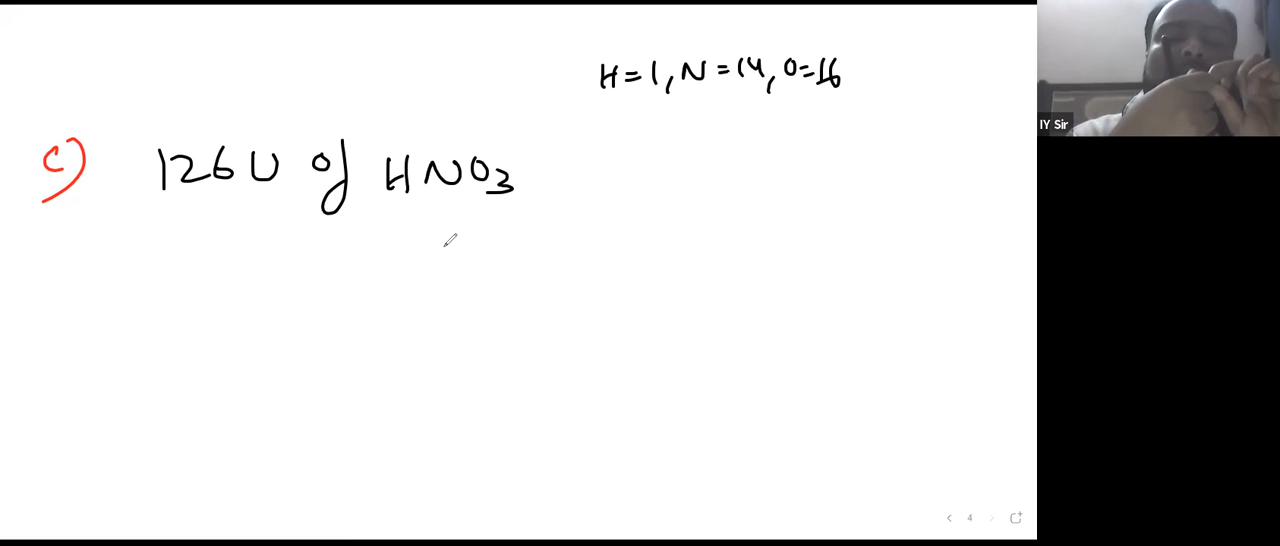 H = 1, N = 14, O = 16
c) 126 U of HNO3
IY Sir
4